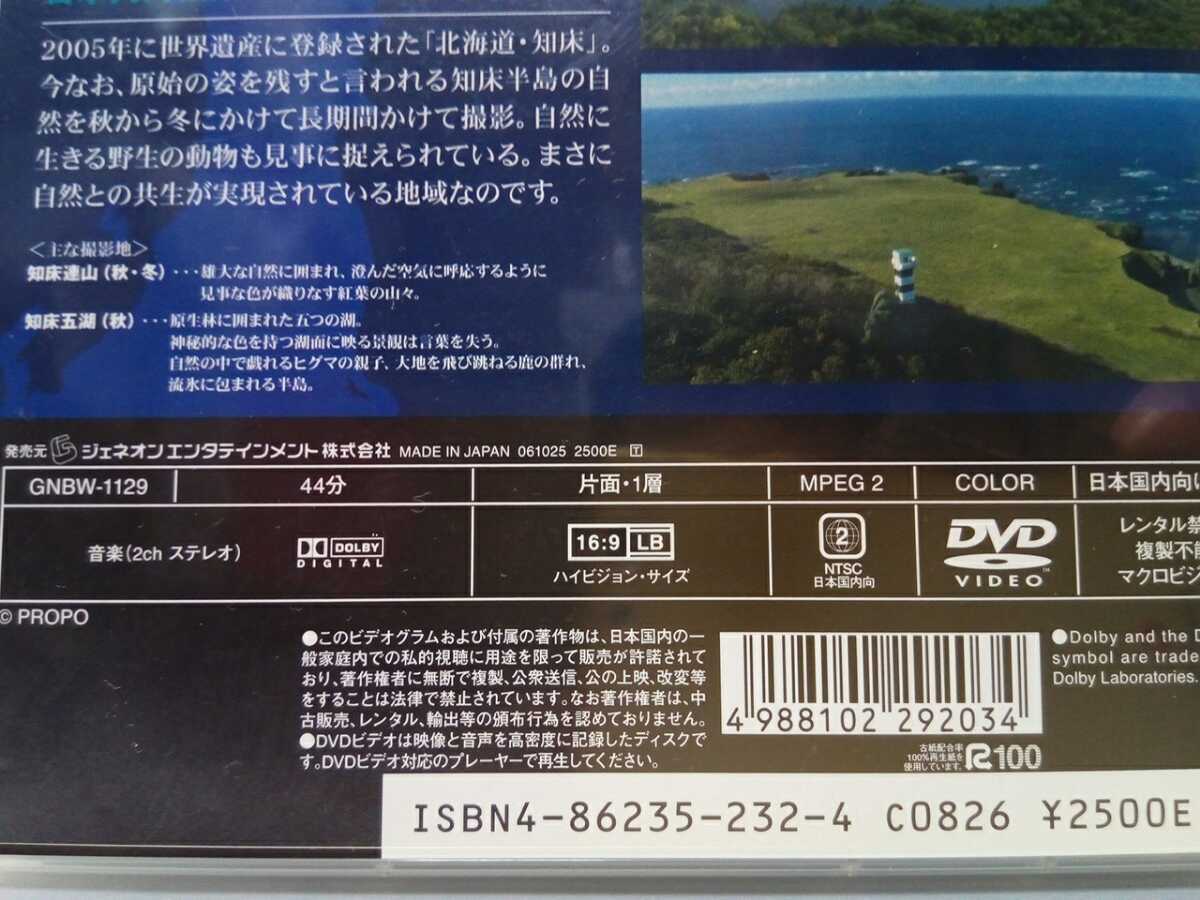 2005年に世界遺産に登録された「北海道・知床」。
今なお、原始の姿を残すと言われる知床半島の自
然を秋から冬にかけて長期間かけて撮影。自然に
生きる野生の動物も見事に捉えられている。まさに
自然との共生が実現されている地域なのです。
＜主な撮影地＞
知床連山（秋・冬）・・・雄大な自然に囲まれ、澄んだ空気に呼応するように
見事な色が織りなす紅葉の山々。
知床五湖（秋）・・・原生林に囲まれた五つの湖。
神秘的な色を持つ湖面に映る景観は言葉を失う。
自然の中で戯れるヒグマの親子、大地を飛び跳ねる鹿の群れ、
流氷に包まれる半島。
発売元 ジェネオン エンタテインメント株式会社 MADE IN JAPAN 061025 2500E T
GNBW-1129 44分 片面・1層 MPEG 2 COLOR 日本国内向け
音楽（2ch ステレオ） DOLBY DIGITAL
16:9 LB
ハイビジョン・サイズ
2
NTSC
日本国内向
DVD
VIDEO
レンタル禁
複製不能
マクロビジ
© PROPO
●このビデオグラムおよび付属の著作物は、日本国内の一
般家庭内での私的視聴に用途を限って販売が許諾されて
おり、著作権者に無断で複製、公衆送信、公の上映、改変等
をすることは法律で禁止されています。なお著作権者は、中
古販売、レンタル、輸出等の頒布行為を認めておりません。
●DVDビデオは映像と音声を高密度に記録したディスクで
す。DVDビデオ対応のプレーヤーで再生してください。
4 988102 292034
古紙配合率
100%再生紙を
使用しています。
R100
●Dolby and the D
symbol are trade
Dolby Laboratories.
ISBN4-86235-232-4 C0826 ¥2500E